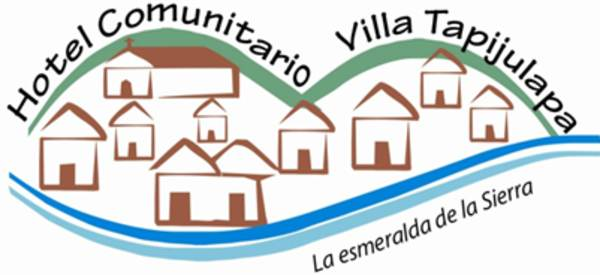 Hotel Comunitario
Villa Tapijulapa
La esmeralda de la Sierra